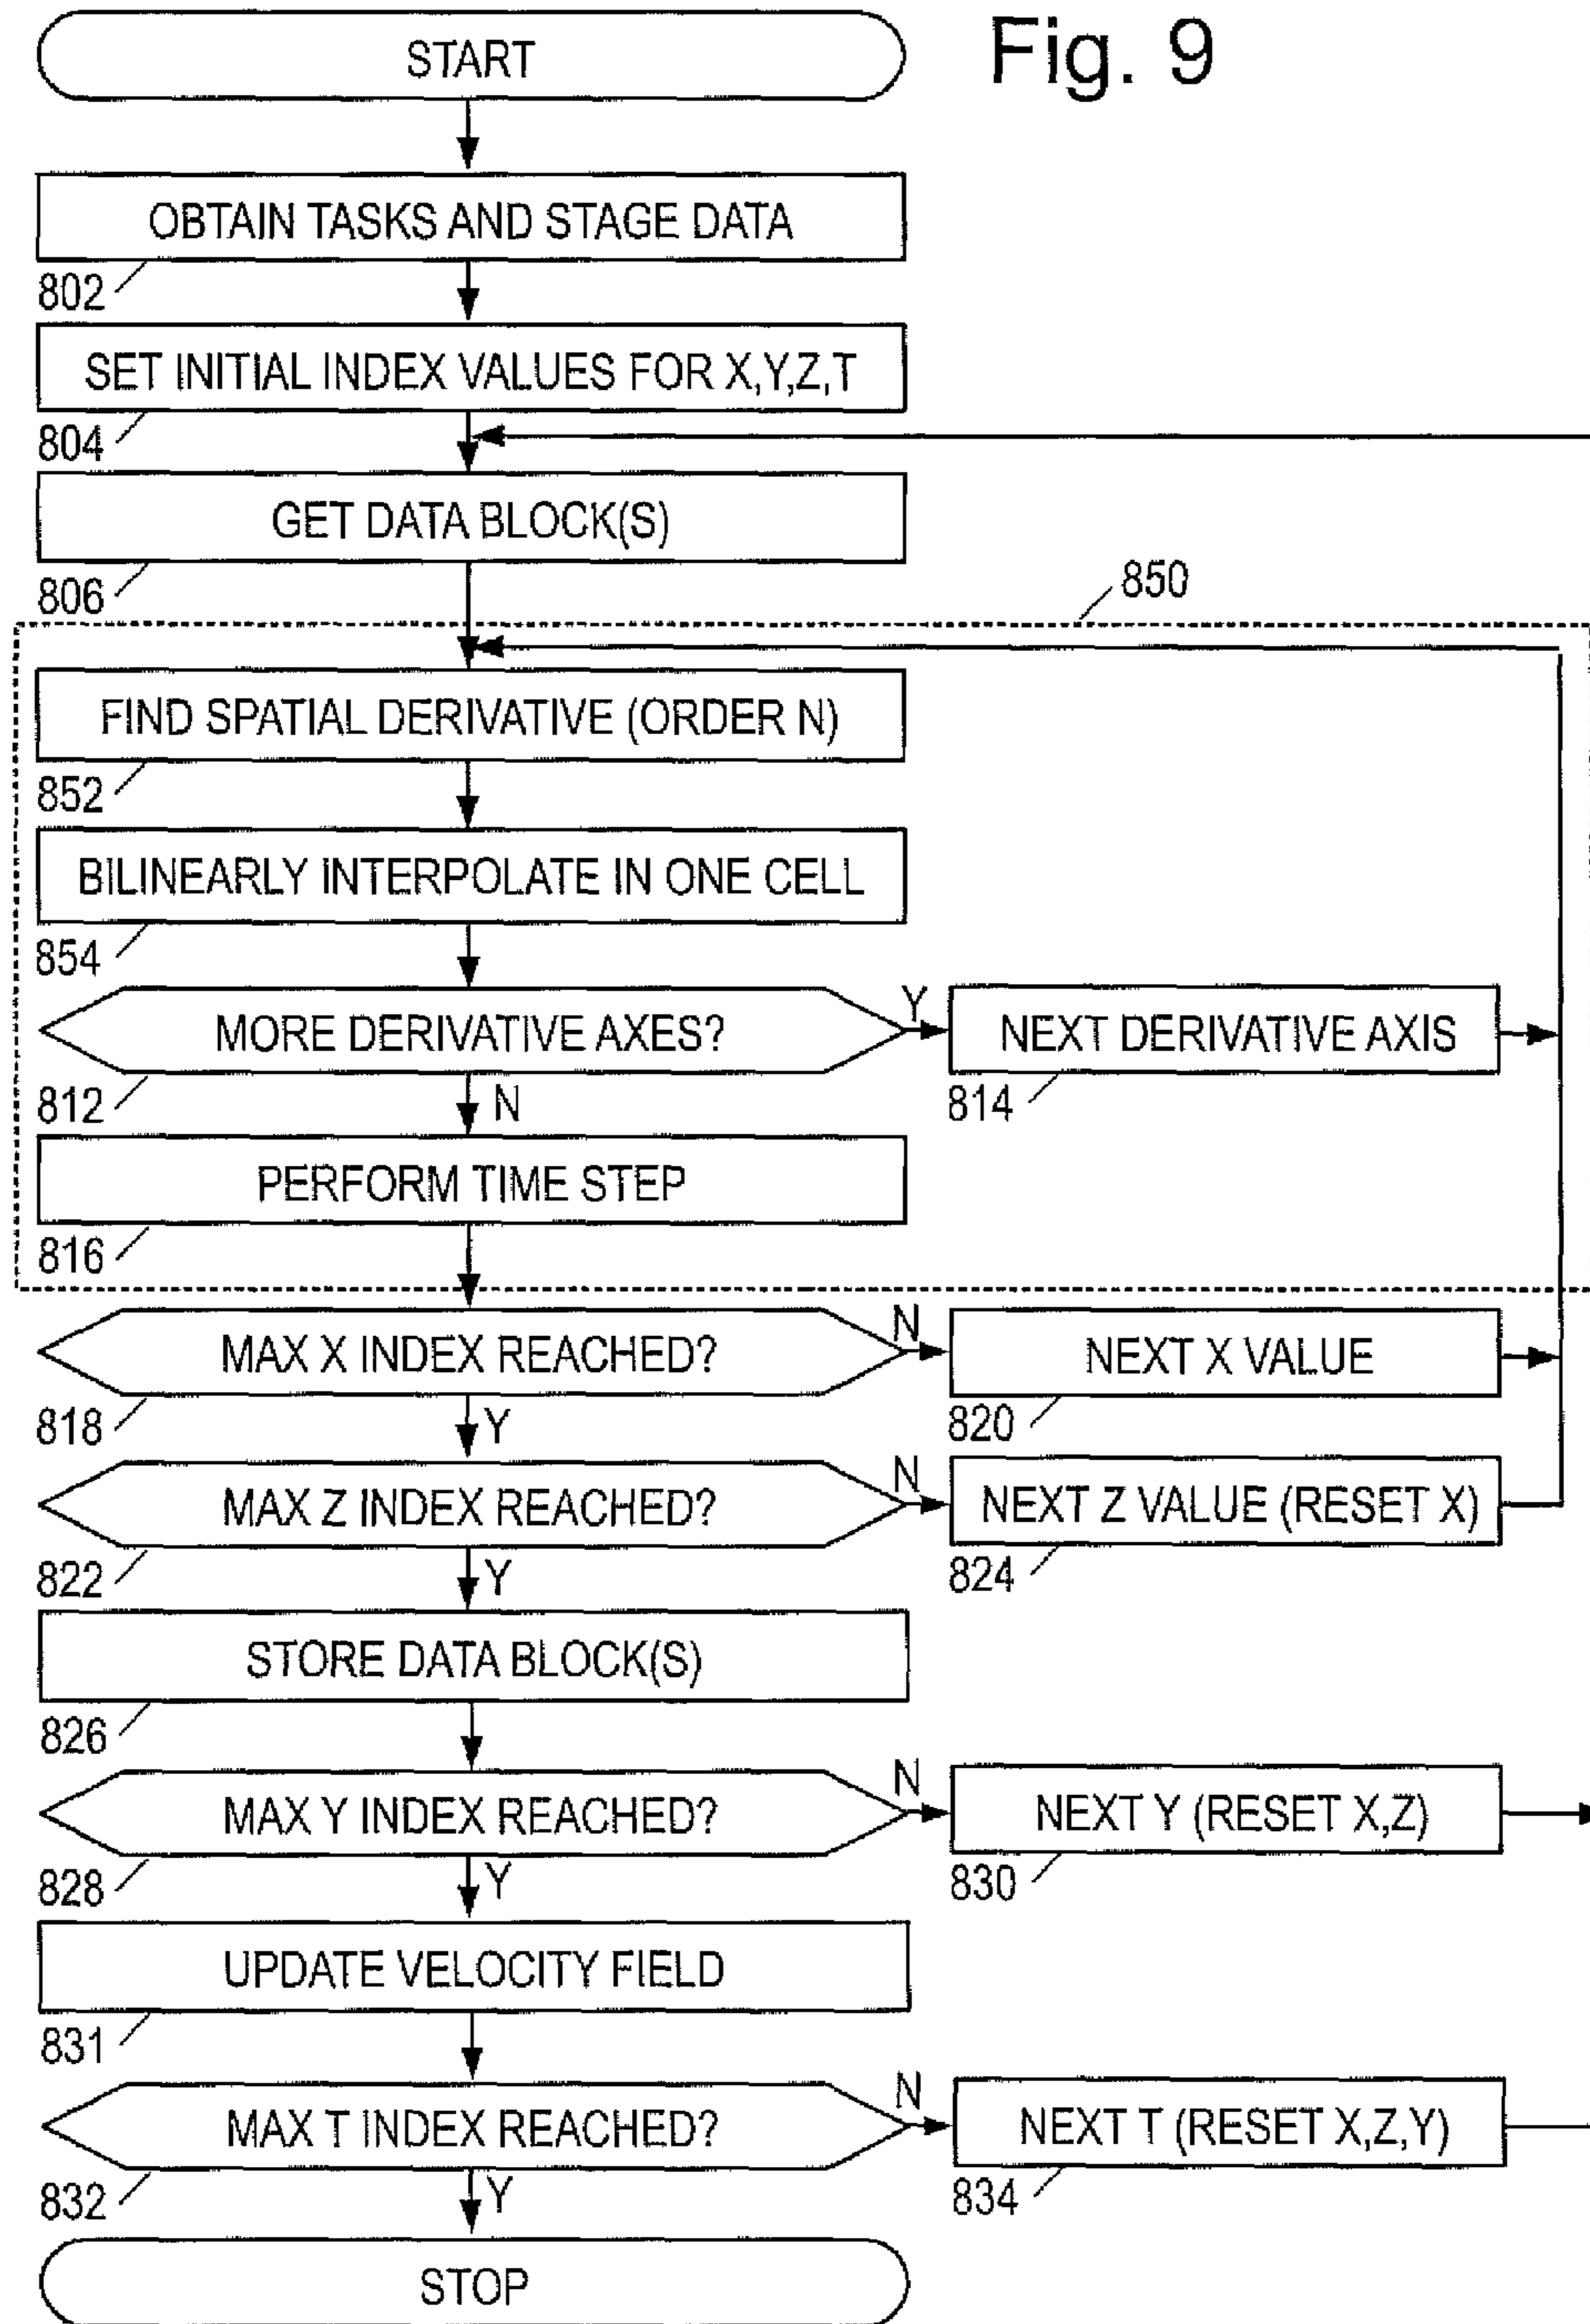 Fig. 9
START
OBTAIN TASKS AND STAGE DATA
802
SET INITIAL INDEX VALUES FOR X,Y,Z,T
804
GET DATA BLOCK(S)
806
850
FIND SPATIAL DERIVATIVE (ORDER N)
852
BILINEARLY INTERPOLATE IN ONE CELL
854
MORE DERIVATIVE AXES?
Y
NEXT DERIVATIVE AXIS
812
N
814
PERFORM TIME STEP
816
MAX X INDEX REACHED?
N
NEXT X VALUE
818
Y
820
MAX Z INDEX REACHED?
N
NEXT Z VALUE (RESET X)
822
Y
824
STORE DATA BLOCK(S)
826
MAX Y INDEX REACHED?
N
NEXT Y (RESET X,Z)
828
Y
830
UPDATE VELOCITY FIELD
831
MAX T INDEX REACHED?
N
NEXT T (RESET X,Z,Y)
832
Y
834
STOP